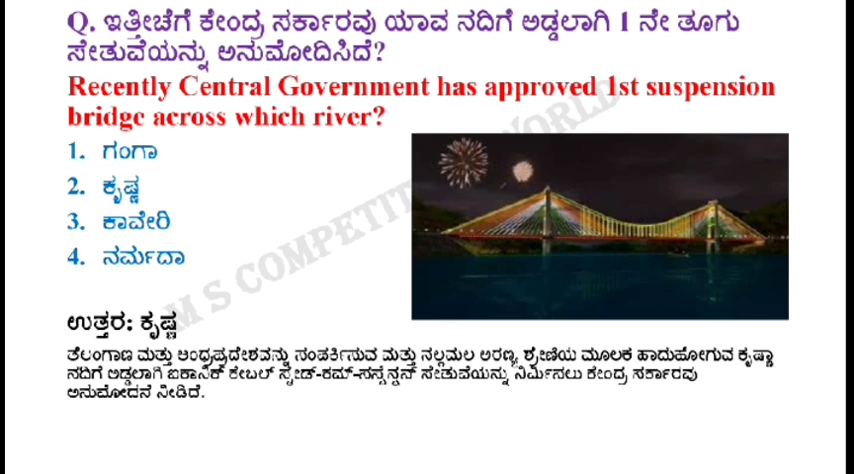 Q. ಇತ್ತೀಚೆಗೆ ಕೇಂದ್ರ ಸರ್ಕಾರವು ಯಾವ ನದಿಗೆ ಅಡ್ಡಲಾಗಿ 1 ನೇ ತೂಗು
ಸೇತುವೆಯನ್ನು ಅನುಮೋದಿಸಿದೆ?
Recently Central Government has approved 1st suspension
bridge across which river?
1. ಗಂಗಾ
2. ಕೃಷ್ಣ
3. ಕಾವೇರಿ
4. ನರ್ಮದಾ
M S COMPETIT WORLD
ಉತ್ತರ: ಕೃಷ್ಣ
ತೆಲಂಗಾಣ ಮತ್ತು ಆಂಧ್ರಪ್ರದೇಶವನ್ನು ಸಂಪರ್ಕಿಸುವ ಮತ್ತು ನಲ್ಲಮಲ ಅರಣ್ಯ ಶ್ರೇಣಿಯ ಮೂಲಕ ಹಾದುಹೋಗುವ ಕೃಷ್ಣಾ
ನದಿಗೆ ಅಡ್ಡಲಾಗಿ ಐಕಾನಿಕ್ ಕೇಬಲ್ ಸ್ಟೇಡ್-ಕಮ್-ಸಸ್ಪೆನ್ಷನ್ ಸೇತುವೆಯನ್ನು ನಿರ್ಮಿಸಲು ಕೇಂದ್ರ ಸರ್ಕಾರವು
ಅನುಮೋದನೆ ನೀಡಿದೆ.